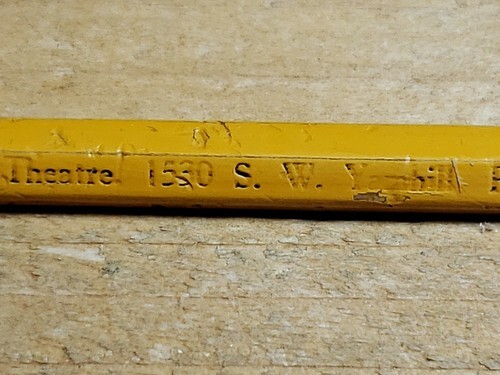 Theatre 1530 S. W. Yamhill